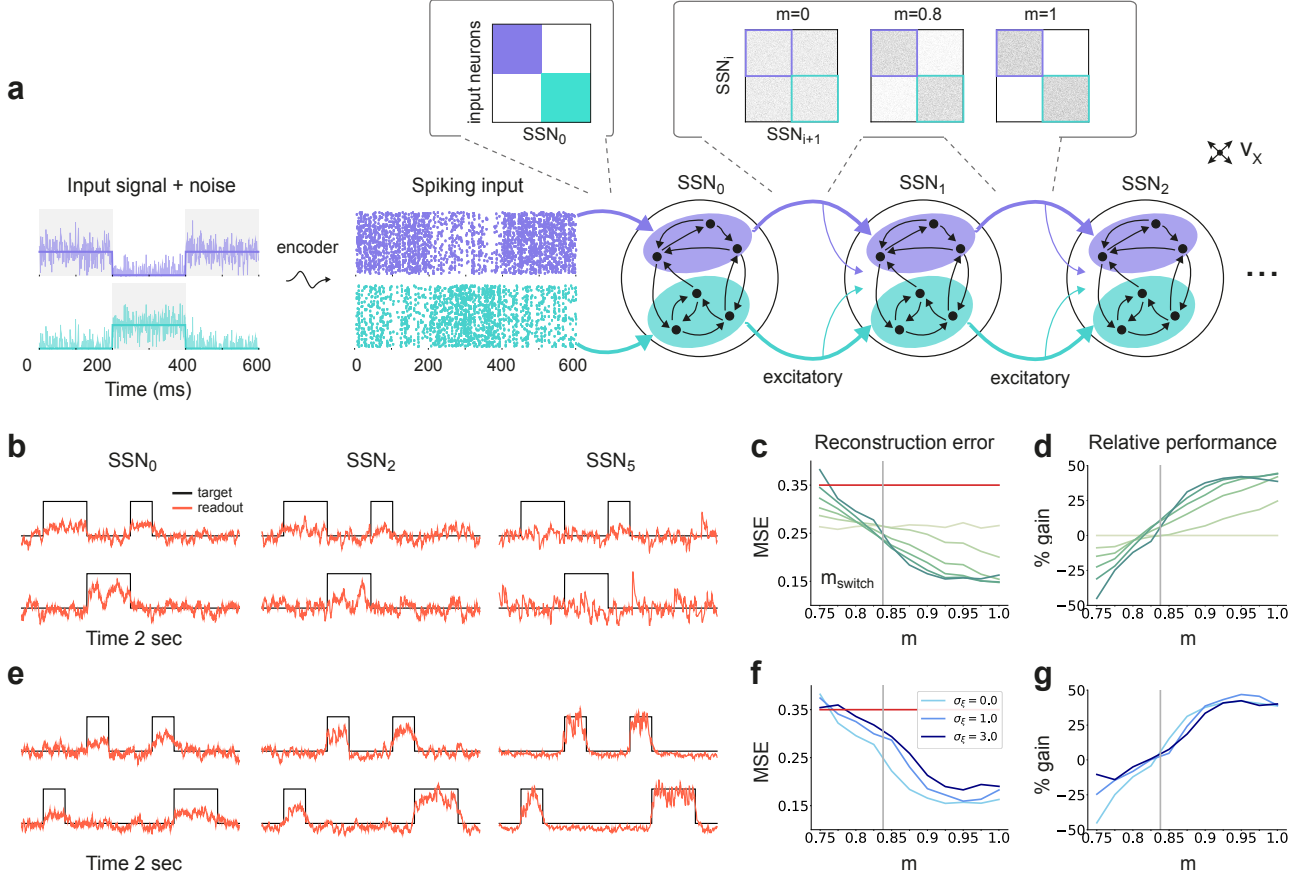 a
input neurons
SSN0
m=0
m=0.8
m=1
SSNi
SSNi+1
Input signal + noise
encoder
Spiking input
SSN0
SSN1
SSN2
νX
...
0 200 400 600
Time (ms)
0 200 400 600
excitatory
excitatory
b
SSN0
SSN2
SSN5
target
readout
Time 2 sec
c
Reconstruction error
0.35
0.25
0.15
MSE
mswitch
0.75 0.8 0.85 0.9 0.95 1.0
m
d
Relative performance
50
25
0
−25
−50
% gain
0.75 0.8 0.85 0.9 0.95 1.0
m
e
Time 2 sec
f
σξ = 0.0
σξ = 1.0
σξ = 3.0
0.35
0.25
0.15
MSE
0.75 0.8 0.85 0.9 0.95 1.0
m
g
50
25
0
−25
−50
% gain
0.75 0.8 0.85 0.9 0.95 1.0
m